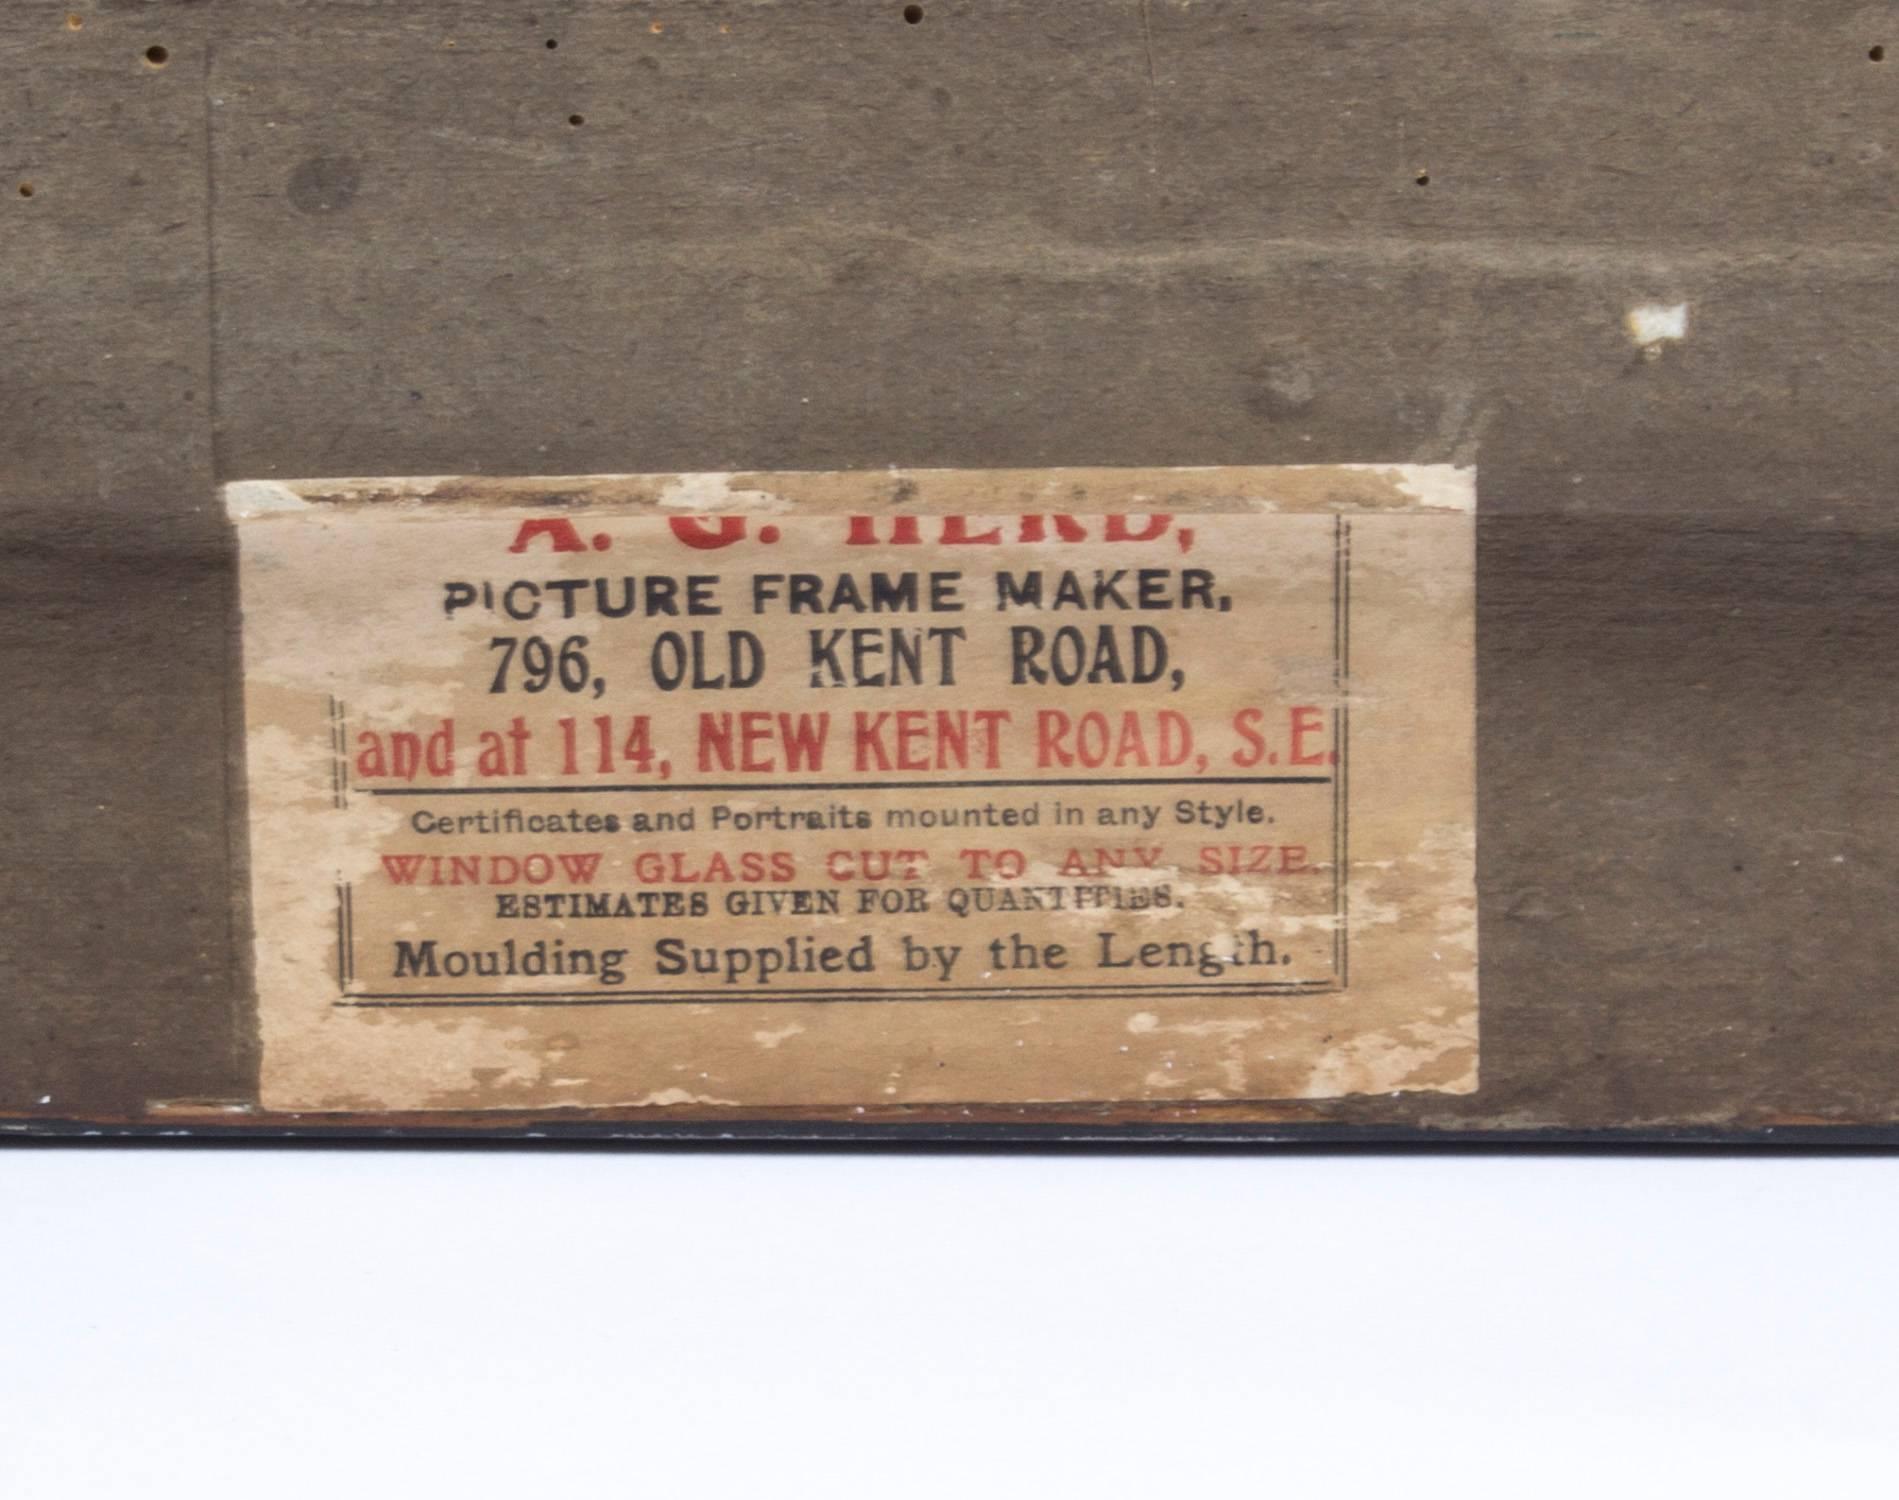 A. G. HERD,
PICTURE FRAME MAKER,
796, OLD KENT ROAD,
and at 114, NEW KENT ROAD, S.E.
Certificates and Portraits mounted in any Style.
WINDOW GLASS CUT TO ANY SIZE.
ESTIMATES GIVEN FOR QUANTITIES.
Moulding Supplied by the Length.